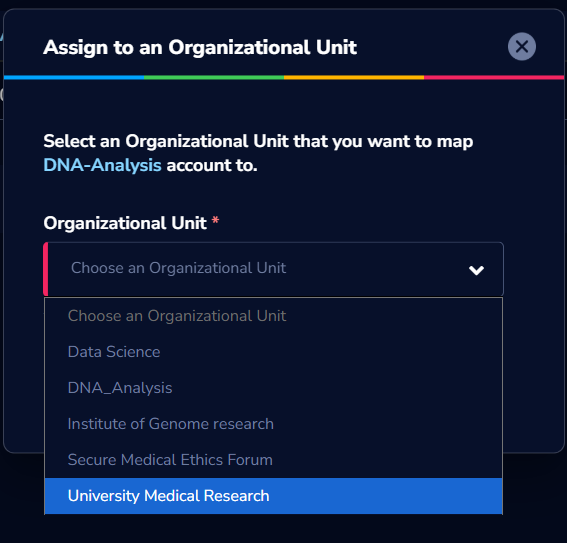 Assign to an Organizational Unit
Select an Organizational Unit that you want to map
DNA-Analysis account to.
Organizational Unit *
Choose an Organizational Unit
Choose an Organizational Unit
Data Science
DNA_Analysis
Institute of Genome research
Secure Medical Ethics Forum
University Medical Research